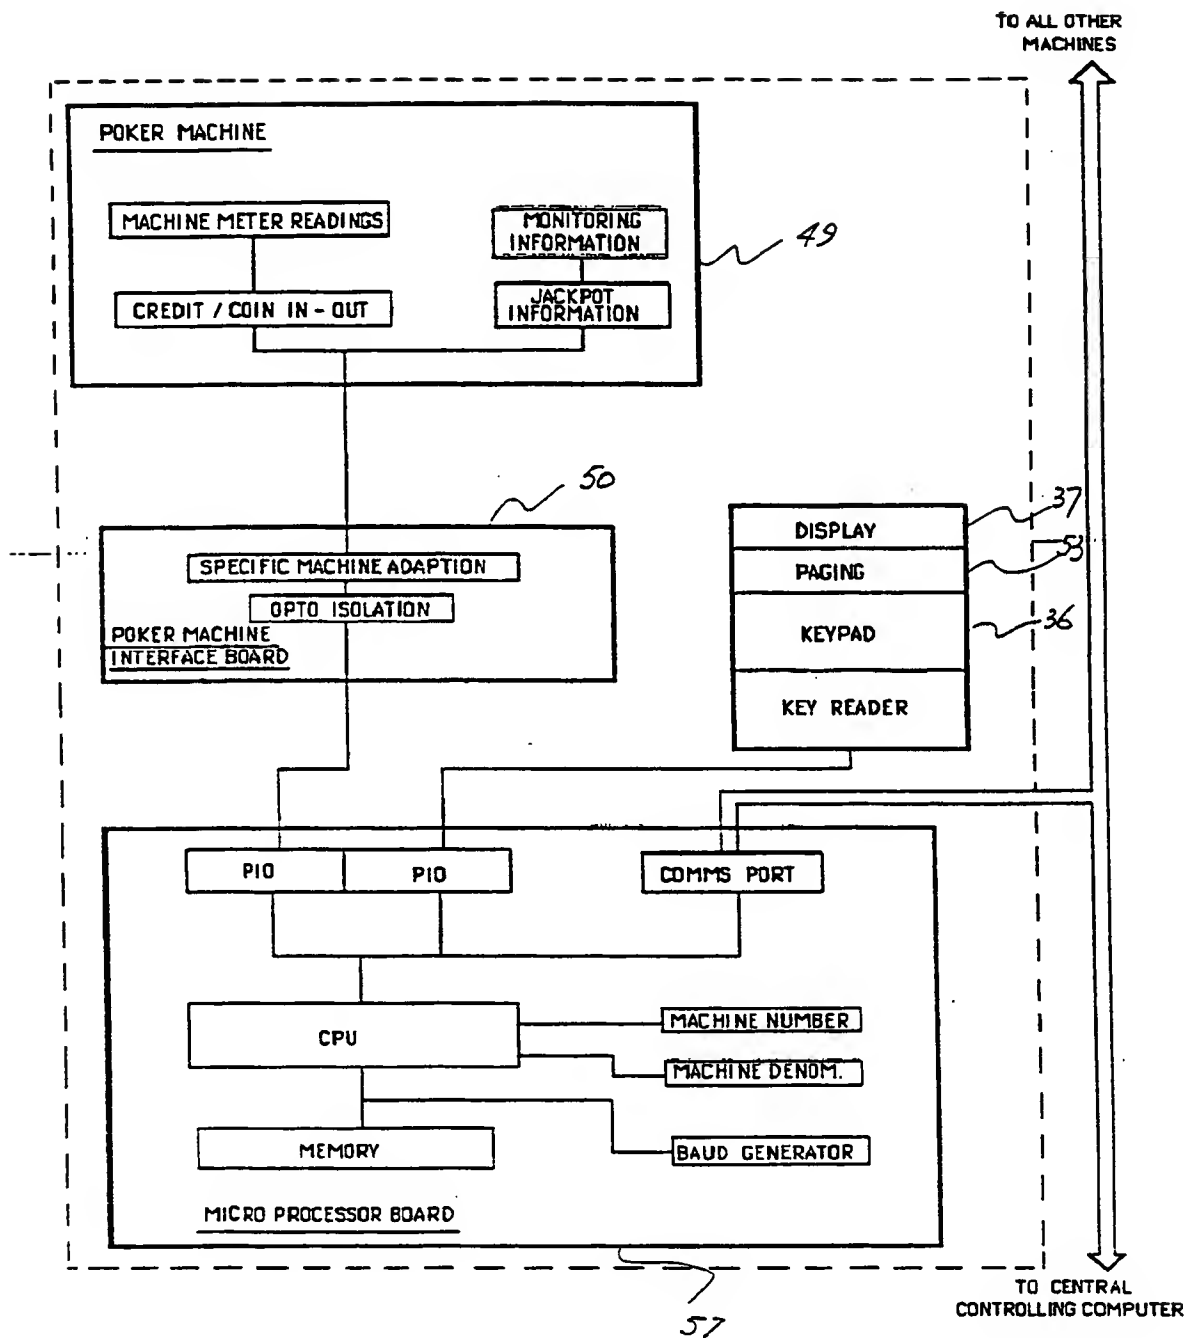 TO ALL OTHER
MACHINES
POKER MACHINE
MACHINE METER READINGS
MONITORING
INFORMATION
49
CREDIT / COIN IN - OUT
JACKPOT
INFORMATION
50
SPECIFIC MACHINE ADAPTION
OPTO ISOLATION
POKER MACHINE
INTERFACE BOARD
DISPLAY
37
PAGING
53
KEYPAD
36
KEY READER
PIO
PIO
COMMS PORT
CPU
MACHINE NUMBER
MACHINE DENOM.
MEMORY
BAUD GENERATOR
MICRO PROCESSOR BOARD
57
TO CENTRAL
CONTROLLING COMPUTER